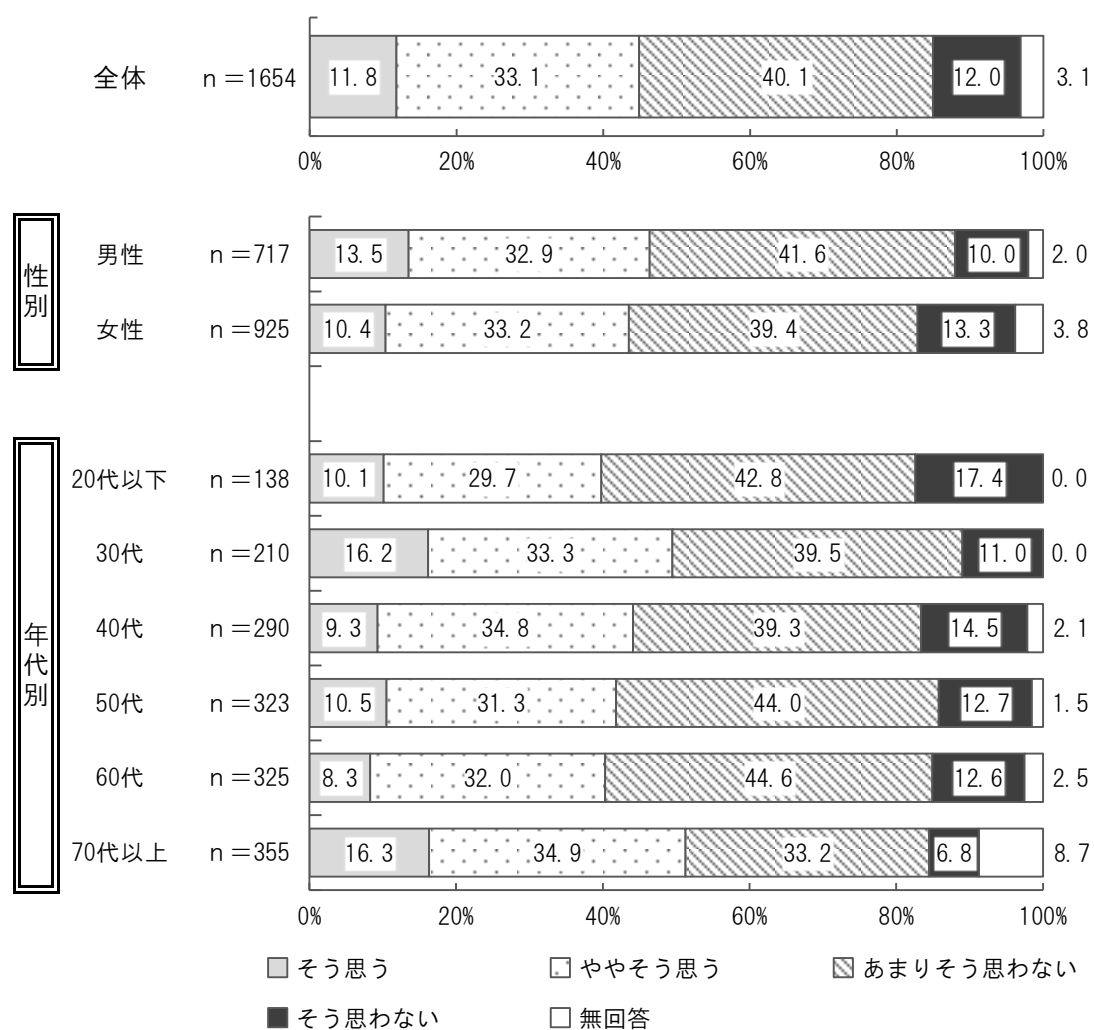 全体 n=1654 11.8 33.1 40.1 12.0 3.1
0% 20% 40% 60% 80% 100%
性別
男性 n=717 13.5 32.9 41.6 10.0 2.0
女性 n=925 10.4 33.2 39.4 13.3 3.8
年代別
20代以下 n=138 10.1 29.7 42.8 17.4 0.0
30代 n=210 16.2 33.3 39.5 11.0 0.0
40代 n=290 9.3 34.8 39.3 14.5 2.1
50代 n=323 10.5 31.3 44.0 12.7 1.5
60代 n=325 8.3 32.0 44.6 12.6 2.5
70代以上 n=355 16.3 34.9 33.2 6.8 8.7
0% 20% 40% 60% 80% 100%
そう思う ややそう思う あまりそう思わない
そう思わない 無回答